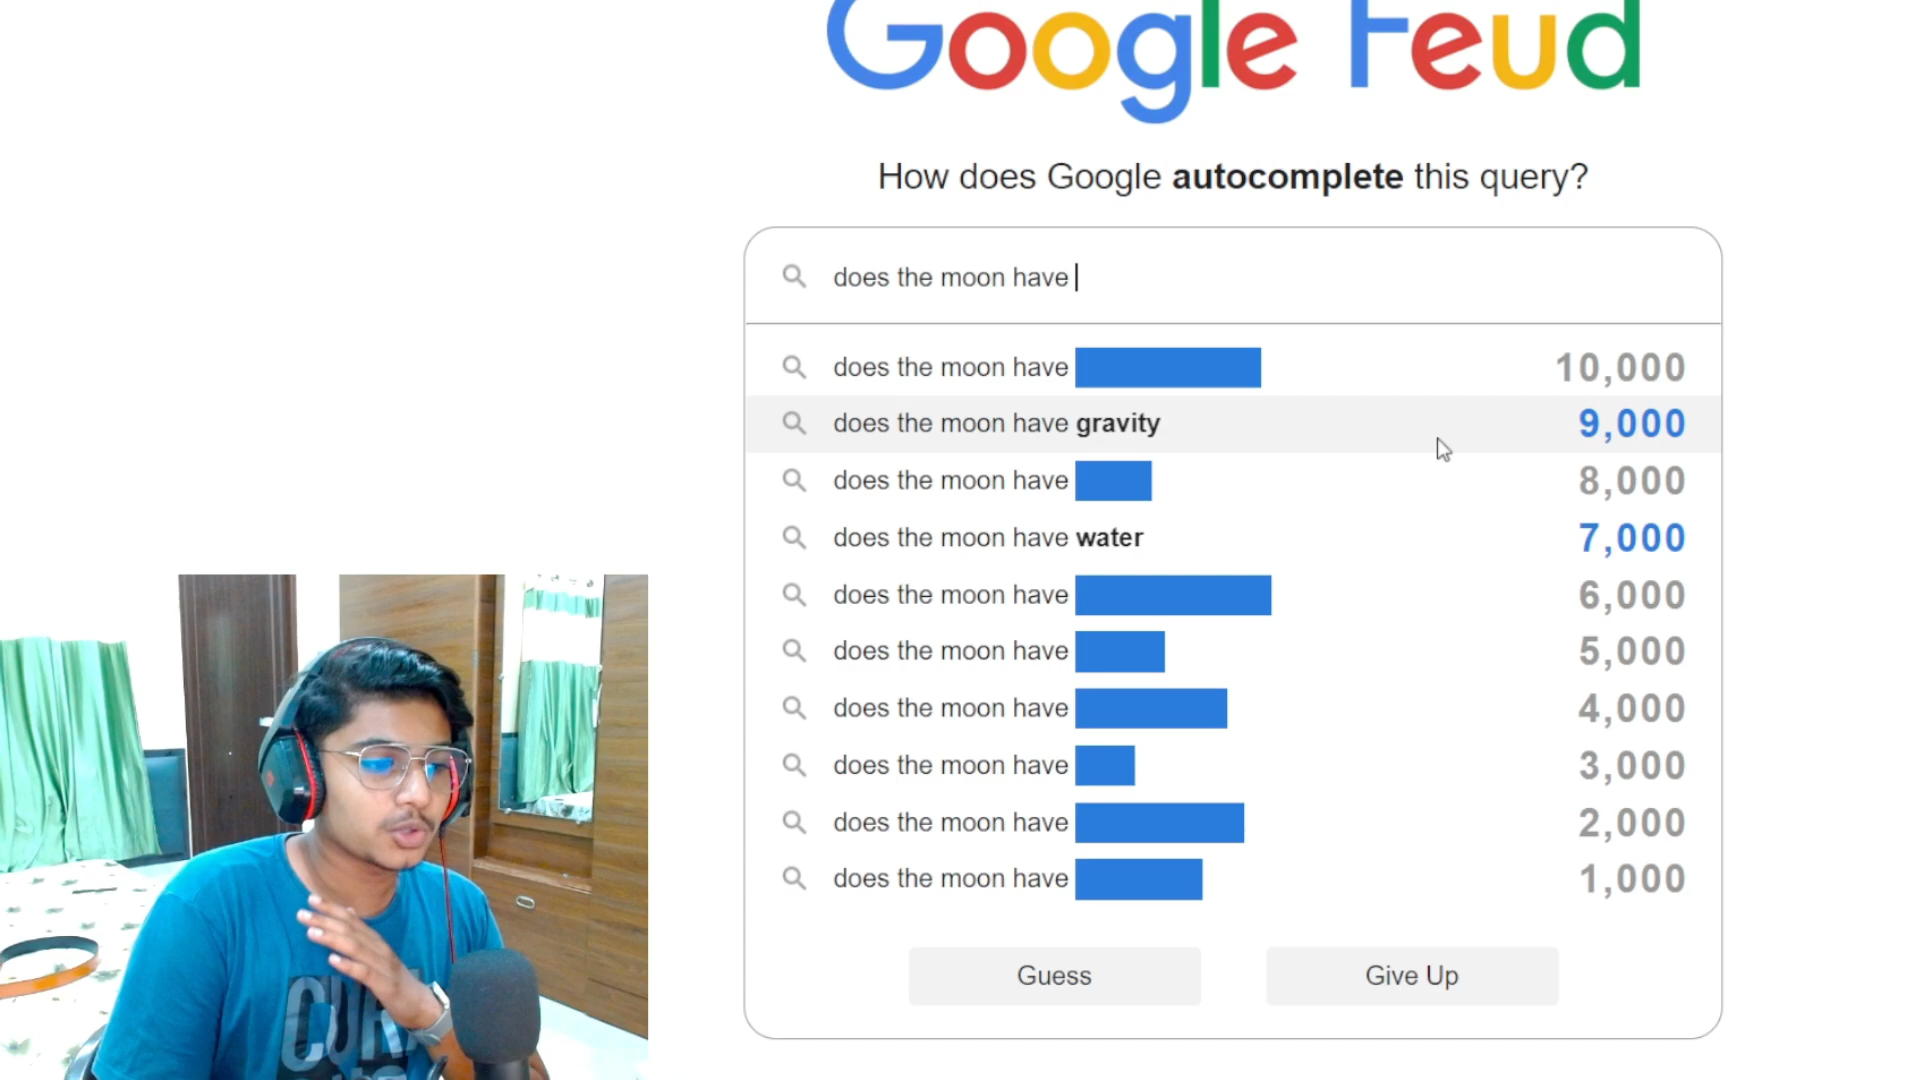 Google Feud
How does Google autocomplete this query?
does the moon have
does the moon have 10,000
does the moon have gravity 9,000
does the moon have 8,000
does the moon have water 7,000
does the moon have 6,000
does the moon have 5,000
does the moon have 4,000
does the moon have 3,000
does the moon have 2,000
does the moon have 1,000
Guess Give Up